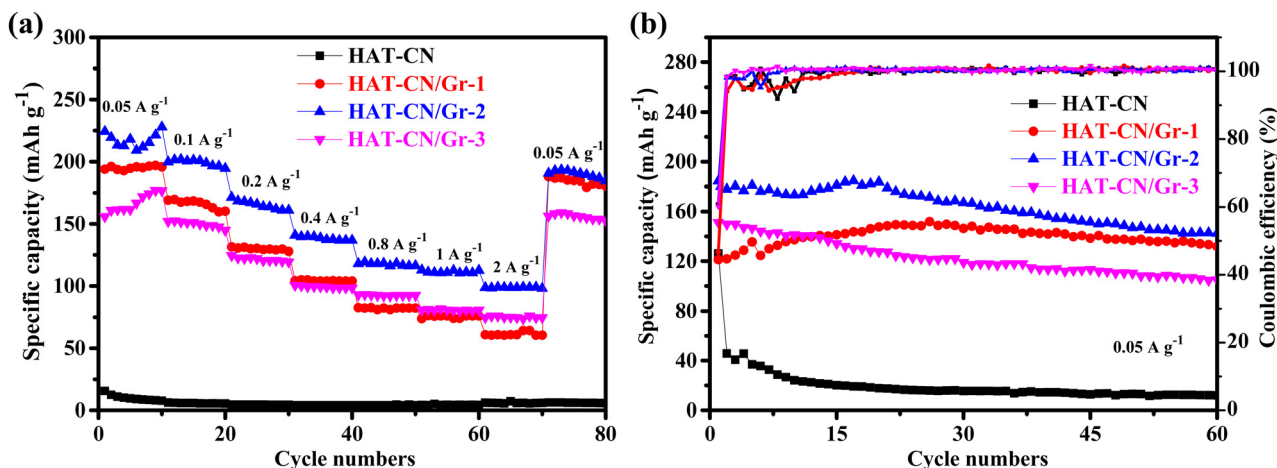 (a)
300
250
200
150
100
50
0
0
20
40
60
80
Specific capacity (mAh g⁻¹)
Cycle numbers
HAT-CN
HAT-CN/Gr-1
HAT-CN/Gr-2
HAT-CN/Gr-3
0.05 A g⁻¹
0.1 A g⁻¹
0.2 A g⁻¹
0.4 A g⁻¹
0.8 A g⁻¹
1 A g⁻¹
2 A g⁻¹
0.05 A g⁻¹
(b)
280
240
200
160
120
80
40
0
0
15
30
45
60
Specific capacity (mAh g⁻¹)
Cycle numbers
HAT-CN
HAT-CN/Gr-1
HAT-CN/Gr-2
HAT-CN/Gr-3
0.05 A g⁻¹
100
80
60
40
20
0
Coulombic efficiency (%)